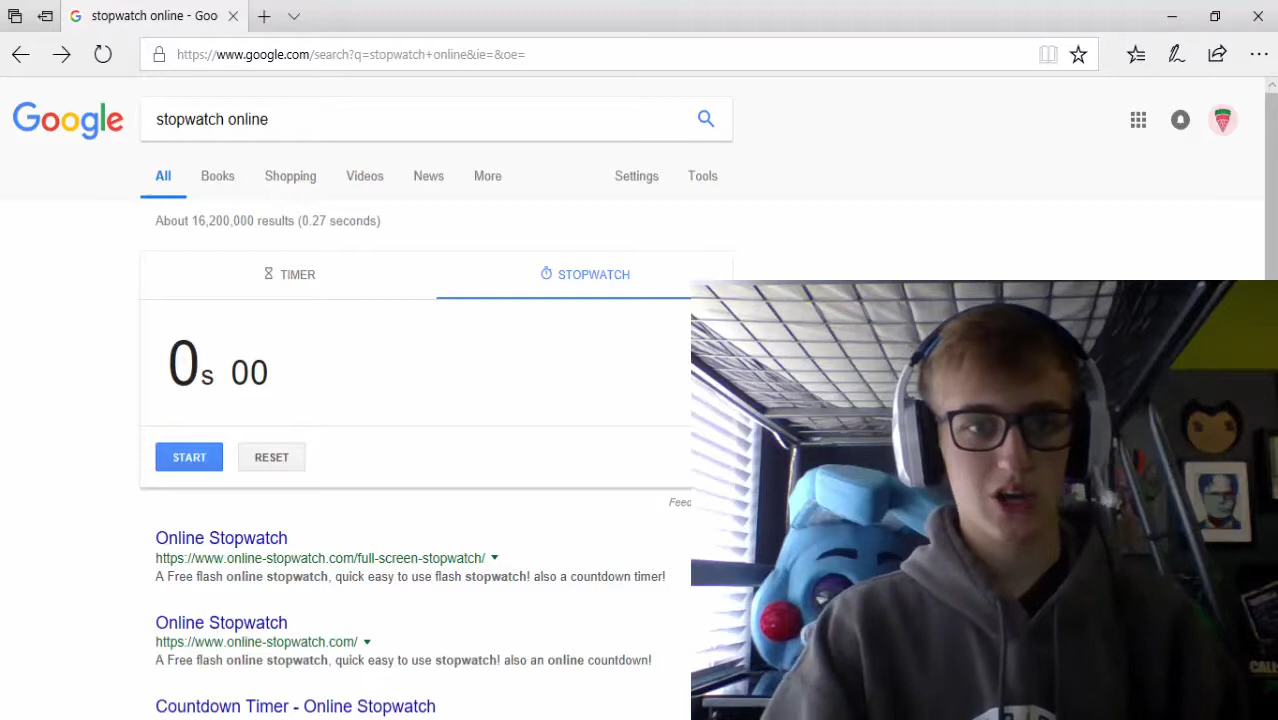 stopwatch online - Goo
https://www.google.com/search?q=stopwatch+online&ie=&oe=
Google
stopwatch online
All Books Shopping Videos News More Settings Tools
About 16,200,000 results (0.27 seconds)
TIMER STOPWATCH
0s 00
START RESET
Feed
Online Stopwatch
https://www.online-stopwatch.com/full-screen-stopwatch/
A Free flash online stopwatch, quick easy to use flash stopwatch! also a countdown timer!
Online Stopwatch
https://www.online-stopwatch.com/
A Free flash online stopwatch, quick easy to use stopwatch! also an online countdown!
Countdown Timer - Online Stopwatch
CALL